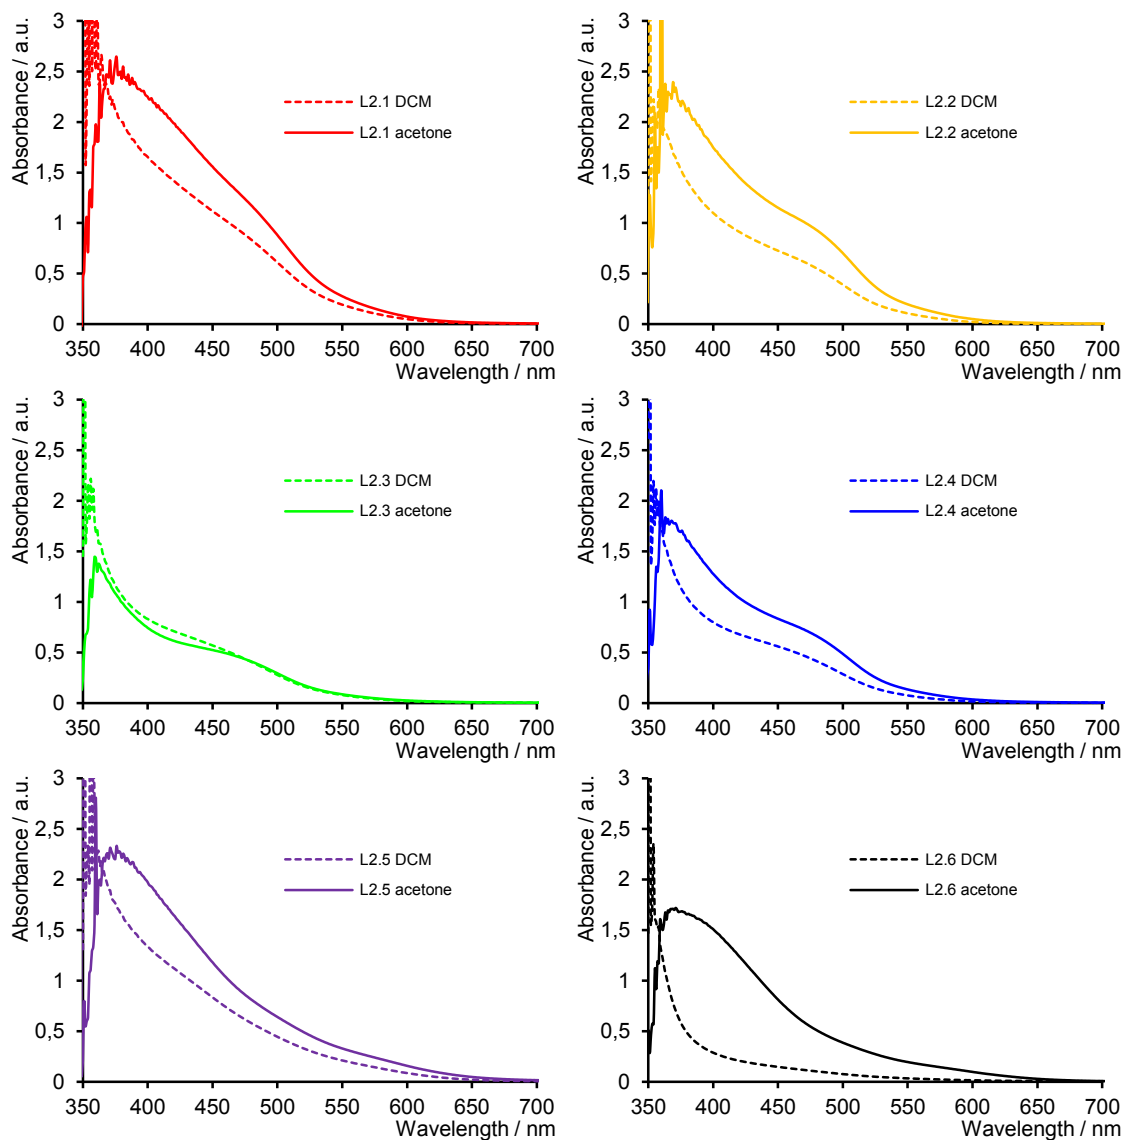 Absorbance / a.u.
3
2,5
2
1,5
1
0,5
0
L2.1 DCM
L2.1 acetone
350 400 450 500 550 600 650 700
Wavelength / nm
Absorbance / a.u.
3
2,5
2
1,5
1
0,5
0
L2.2 DCM
L2.2 acetone
350 400 450 500 550 600 650 700
Wavelength / nm
Absorbance / a.u.
3
2,5
2
1,5
1
0,5
0
L2.3 DCM
L2.3 acetone
350 400 450 500 550 600 650 700
Wavelength / nm
Absorbance / a.u.
3
2,5
2
1,5
1
0,5
0
L2.4 DCM
L2.4 acetone
350 400 450 500 550 600 650 700
Wavelength / nm
Absorbance / a.u.
3
2,5
2
1,5
1
0,5
0
L2.5 DCM
L2.5 acetone
350 400 450 500 550 600 650 700
Wavelength / nm
Absorbance / a.u.
3
2,5
2
1,5
1
0,5
0
L2.6 DCM
L2.6 acetone
350 400 450 500 550 600 650 700
Wavelength / nm